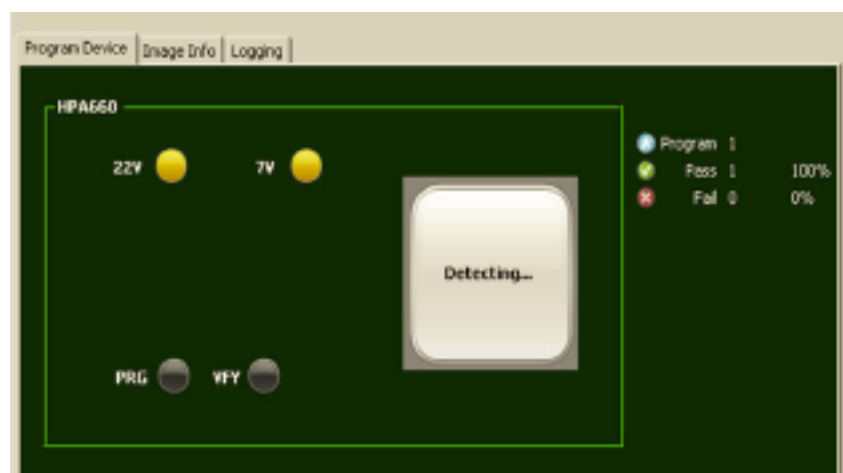 Program Device Image Info Logging
HPA660
22V 7V
Program 1
Pass 1 100%
Fail 0 0%
Detecting...
PRG VFY